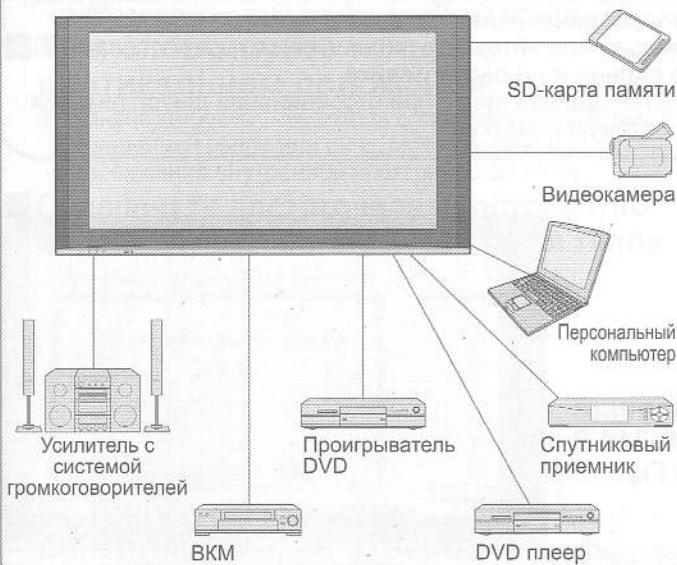 SD-карта памяти
Видеокамера
Персональный
компьютер
Усилитель с
системой
громкоговорителей
Проигрыватель
DVD
Спутниковый
приемник
ВКМ
DVD плеер